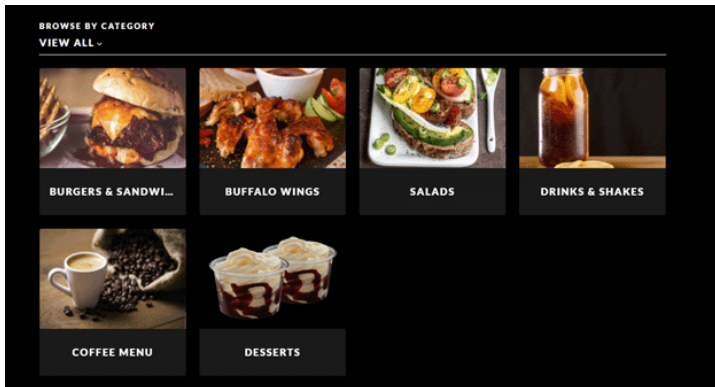 BROWSE BY CATEGORY
VIEW ALL
BURGERS & SANDWI...
BUFFALO WINGS
SALADS
DRINKS & SHAKES
COFFEE MENU
DESSERTS